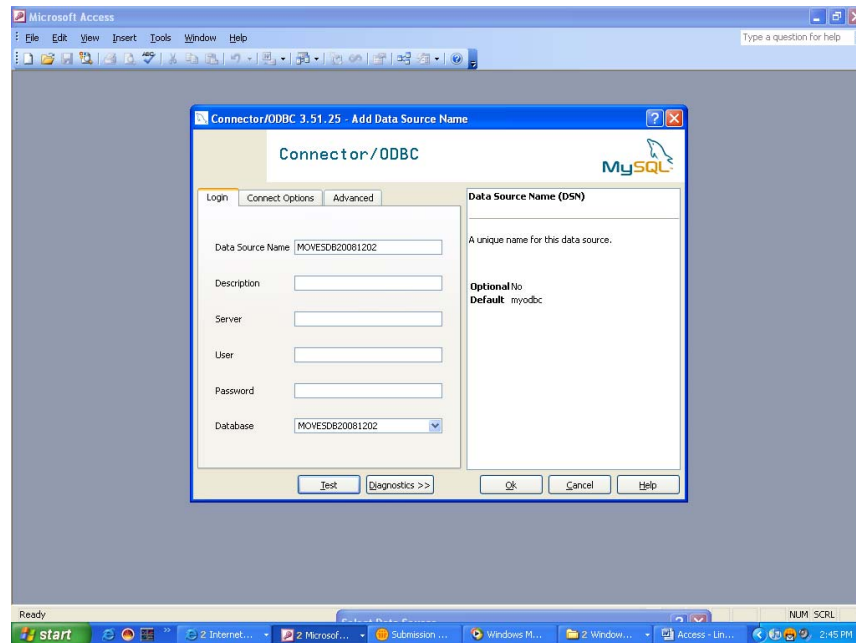 Microsoft Access
File Edit View Insert Tools Window Help
Type a question for help
Connector/ODBC 3.51.25 - Add Data Source Name
Connector/ODBC
MySQL
Login Connect Options Advanced
Data Source Name MOVESDB20081202
Description
Server
User
Password
Database MOVESDB20081202
Data Source Name (DSN)
A unique name for this data source.
Optional No
Default myodbc
Test Diagnostics >> Ok Cancel Help
Ready
NUM SCRL
Select Data Source
start 2 Internet... 2 Microsof... Submission ... Windows M... 2 Window... Access - Lin... 2:45 PM